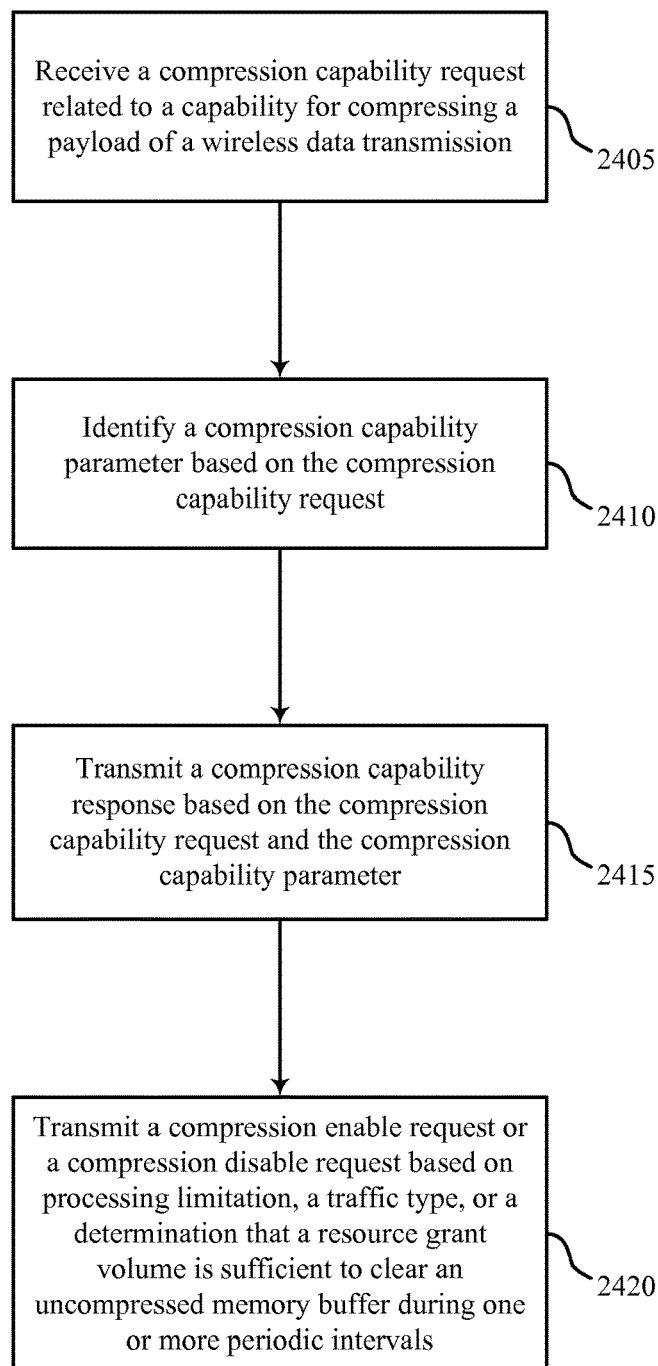 Receive a compression capability request
related to a capability for compressing a
payload of a wireless data transmission
2405
Identify a compression capability
parameter based on the compression
capability request
2410
Transmit a compression capability
response based on the compression
capability request and the compression
capability parameter
2415
Transmit a compression enable request or
a compression disable request based on
processing limitation, a traffic type, or a
determination that a resource grant
volume is sufficient to clear an
uncompressed memory buffer during one
or more periodic intervals
2420